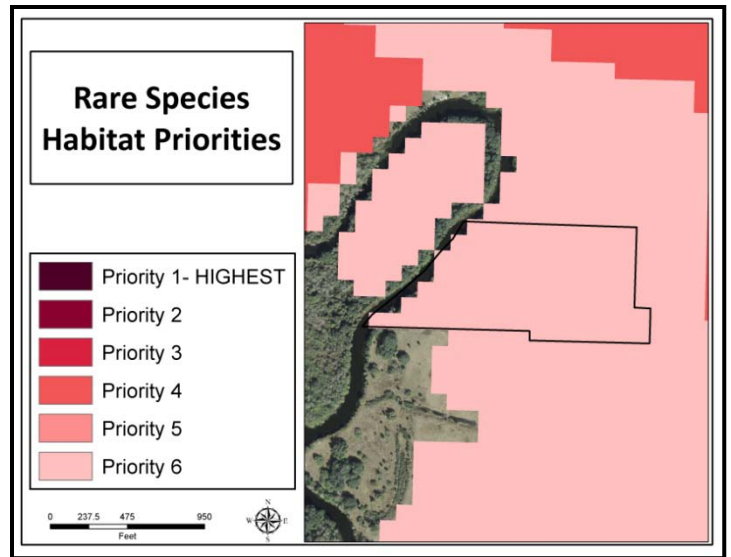 Rare Species
Habitat Priorities
Priority 1- HIGHEST
Priority 2
Priority 3
Priority 4
Priority 5
Priority 6
0 237.5 475 950
Feet
N
W E
S